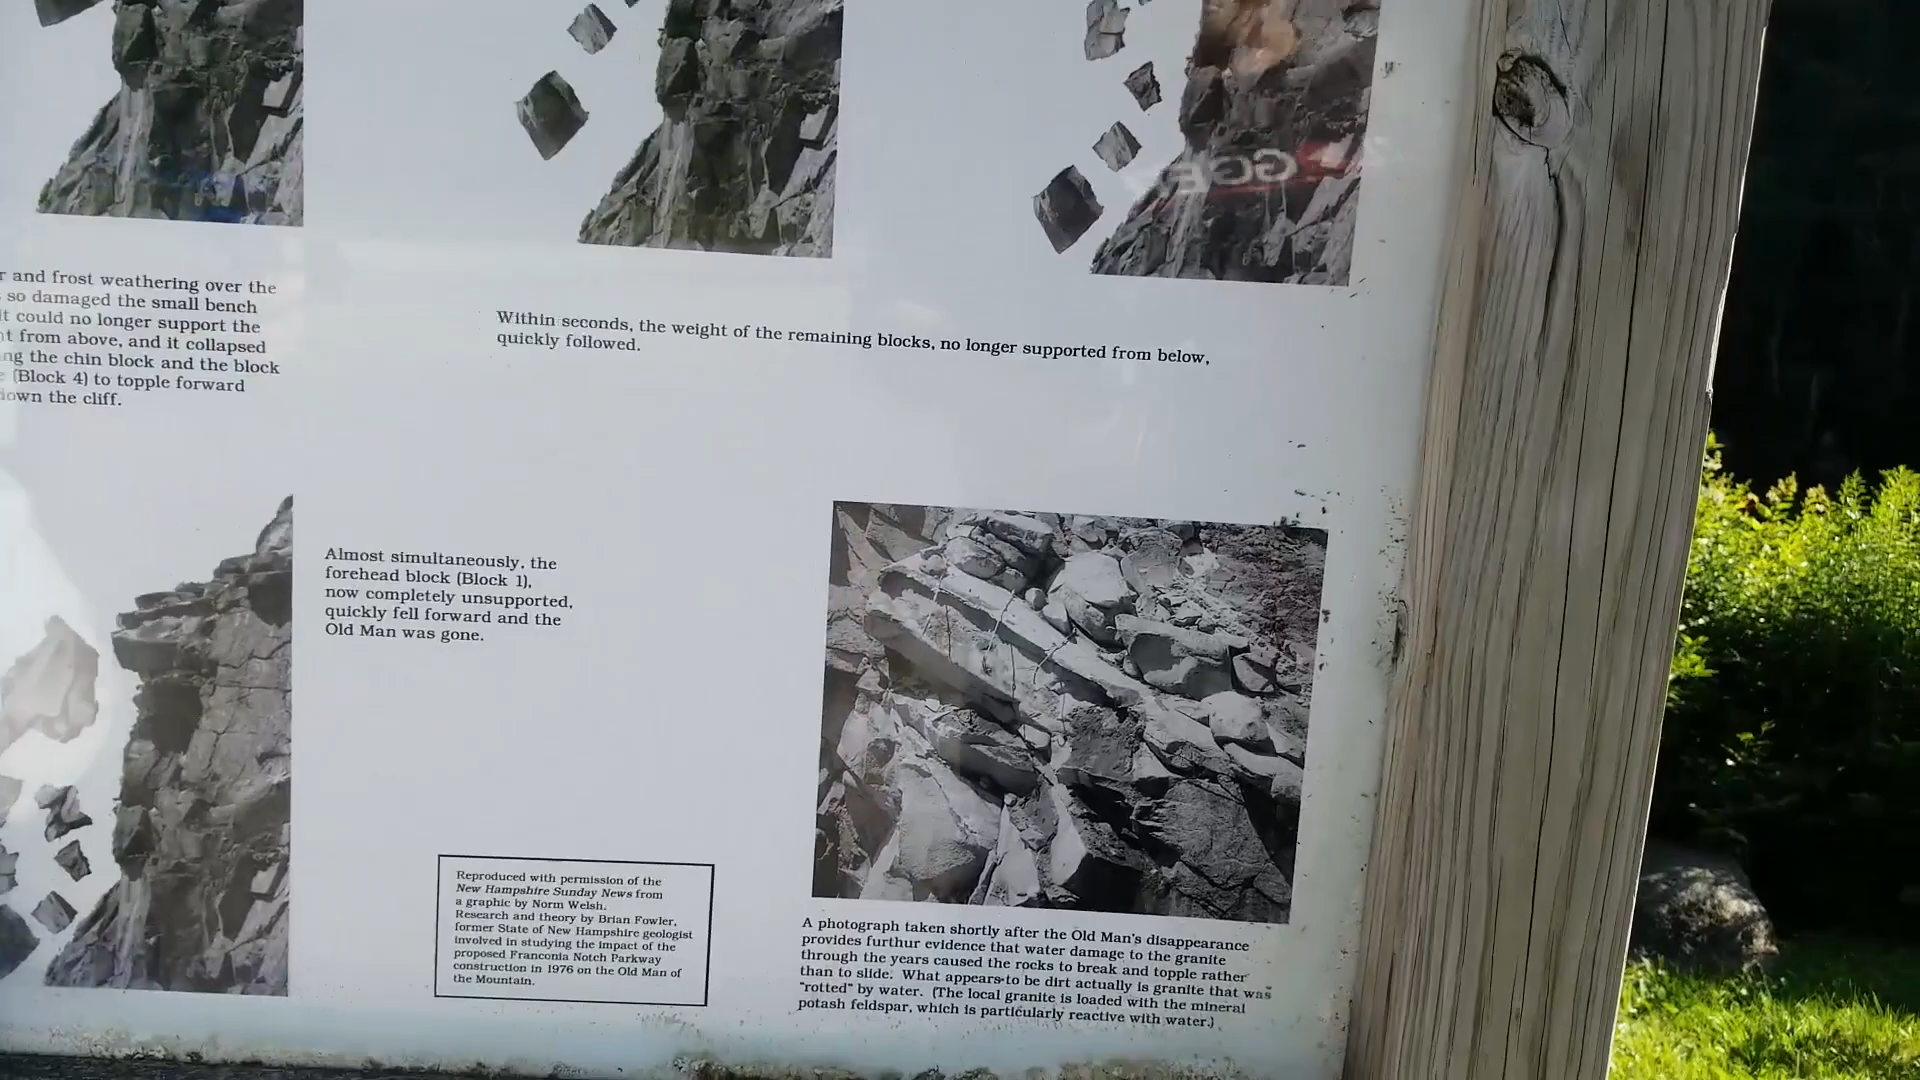 and frost weathering over the
so damaged the small bench
it could no longer support the
from above, and it collapsed
the chin block and the block
(Block 4) to topple forward
down the cliff.
Within seconds, the weight of the remaining blocks, no longer supported from below,
quickly followed.
Almost simultaneously, the
forehead block (Block 1),
now completely unsupported,
quickly fell forward and the
Old Man was gone.
Reproduced with permission of the
New Hampshire Sunday News from
a graphic by Norm Welsh.
Research and theory by Brian Fowler,
former State of New Hampshire geologist
involved in studying the impact of the
proposed Franconia Notch Parkway
construction in 1976 on the Old Man of
the Mountain.
A photograph taken shortly after the Old Man's disappearance
provides furthur evidence that water damage to the granite
through the years caused the rocks to break and topple rather
than to slide. What appears to be dirt actually is granite that was
"rotted" by water. (The local granite is loaded with the mineral
potash feldspar, which is particularly reactive with water.)